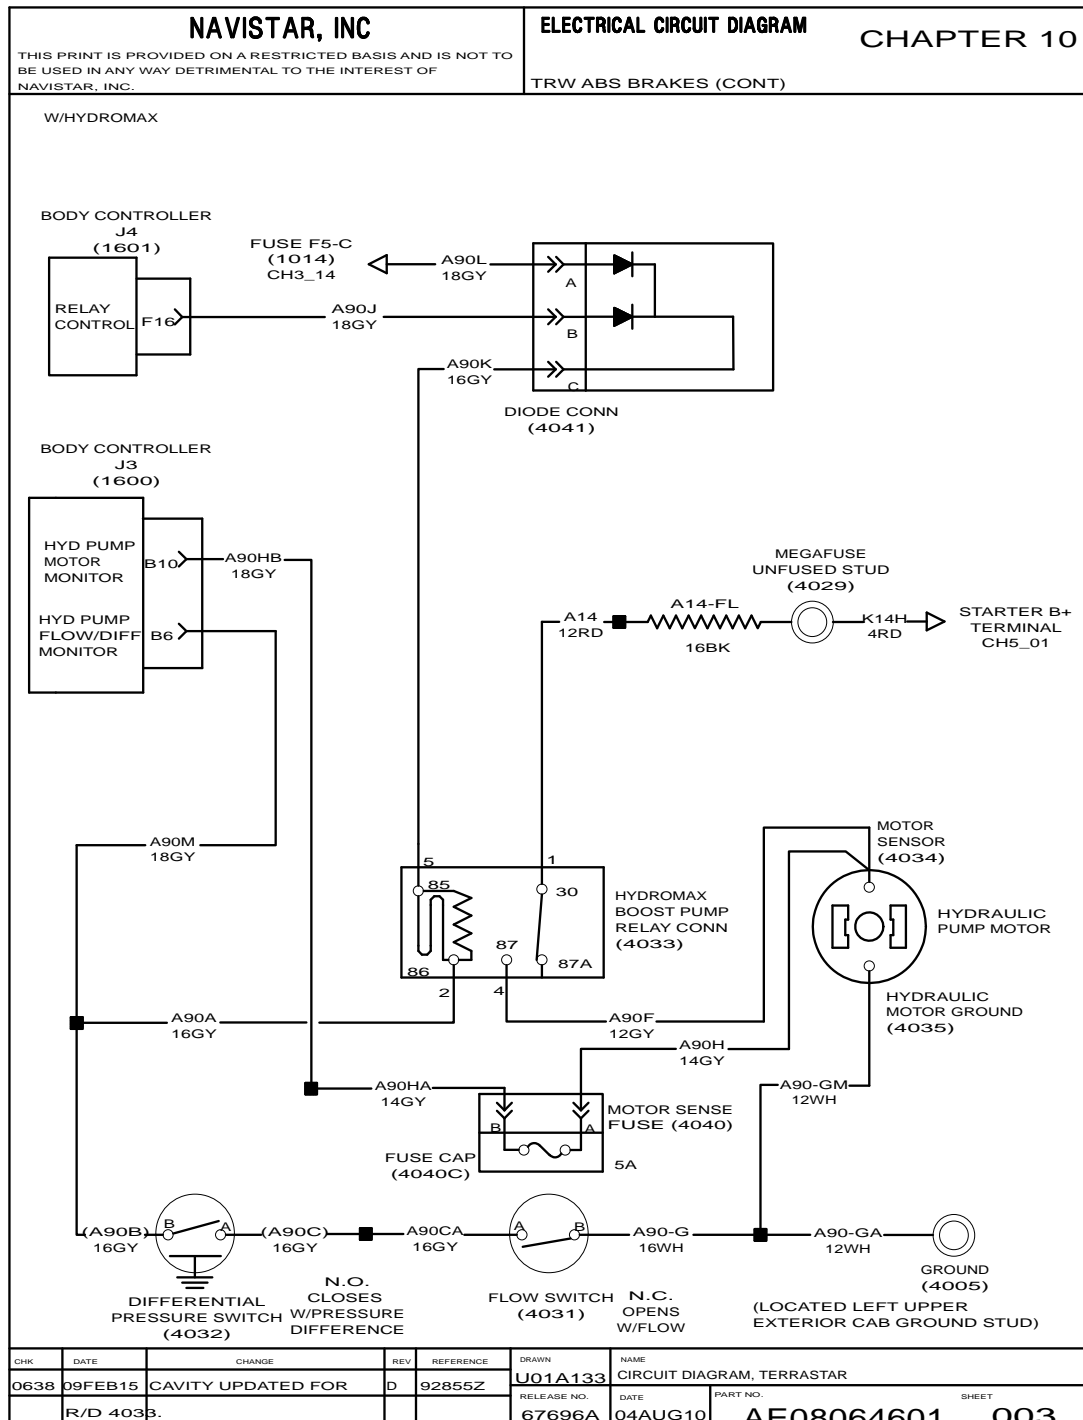 NAVISTAR, INC
THIS PRINT IS PROVIDED ON A RESTRICTED BASIS AND IS NOT TO
BE USED IN ANY WAY DETRIMENTAL TO THE INTEREST OF
NAVISTAR, INC.
ELECTRICAL CIRCUIT DIAGRAM
CHAPTER 10
TRW ABS BRAKES (CONT)
W/HYDROMAX
BODY CONTROLLER
J4
(1601)
RELAY
CONTROL
F16
FUSE F5-C
(1014)
CH3_14
A90L
18GY
A90J
18GY
A90K
16GY
A
B
C
DIODE CONN
(4041)
BODY CONTROLLER
J3
(1600)
HYD PUMP
MOTOR
MONITOR
B10
HYD PUMP
FLOW/DIFF
MONITOR
B6
A90HB
18GY
MEGAFUSE
UNFUSED STUD
(4029)
A14
12RD
A14-FL
16BK
K14H
4RD
STARTER B+
TERMINAL
CH5_01
A90M
18GY
5
1
85
30
87
86
87A
2
4
HYDROMAX
BOOST PUMP
RELAY CONN
(4033)
MOTOR
SENSOR
(4034)
HYDRAULIC
PUMP MOTOR
HYDRAULIC
MOTOR GROUND
(4035)
A90A
16GY
A90F
12GY
A90H
14GY
A90HA
14GY
A90-GM
12WH
B
A
MOTOR SENSE
FUSE (4040)
FUSE CAP
(4040C)
5A
(A90B)
16GY
B
A
(A90C)
16GY
A90CA
16GY
A
B
A90-G
16WH
A90-GA
12WH
DIFFERENTIAL
PRESSURE SWITCH
(4032)
N.O.
CLOSES
W/PRESSURE
DIFFERENCE
FLOW SWITCH
(4031)
N.C.
OPENS
W/FLOW
GROUND
(4005)
(LOCATED LEFT UPPER
EXTERIOR CAB GROUND STUD)
CHK DATE CHANGE REV REFERENCE
0638 09FEB15 CAVITY UPDATED FOR D 92855Z
R/D 4033.
DRAWN
U01A133
NAME
CIRCUIT DIAGRAM, TERRASTAR
RELEASE NO.
67696A
DATE
04AUG10
PART NO.
AE08064601
SHEET
003